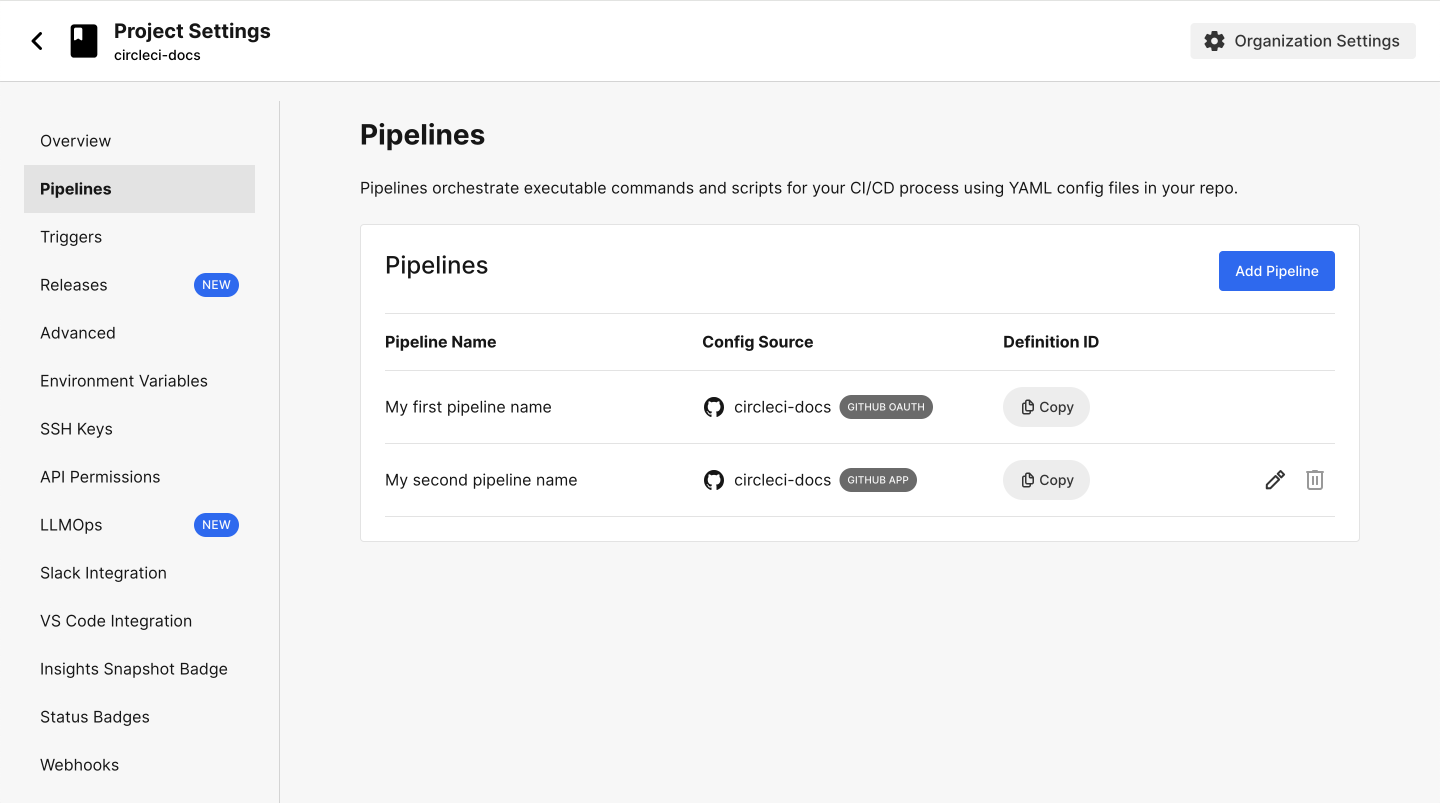 Project Settings
circleci-docs
Organization Settings
Overview
Pipelines
Triggers
Releases NEW
Advanced
Environment Variables
SSH Keys
API Permissions
LLMOps NEW
Slack Integration
VS Code Integration
Insights Snapshot Badge
Status Badges
Webhooks
Pipelines
Pipelines orchestrate executable commands and scripts for your CI/CD process using YAML config files in your repo.
Pipelines
Add Pipeline
Pipeline Name Config Source Definition ID
My first pipeline name circleci-docs GITHUB OAUTH Copy
My second pipeline name circleci-docs GITHUB APP Copy